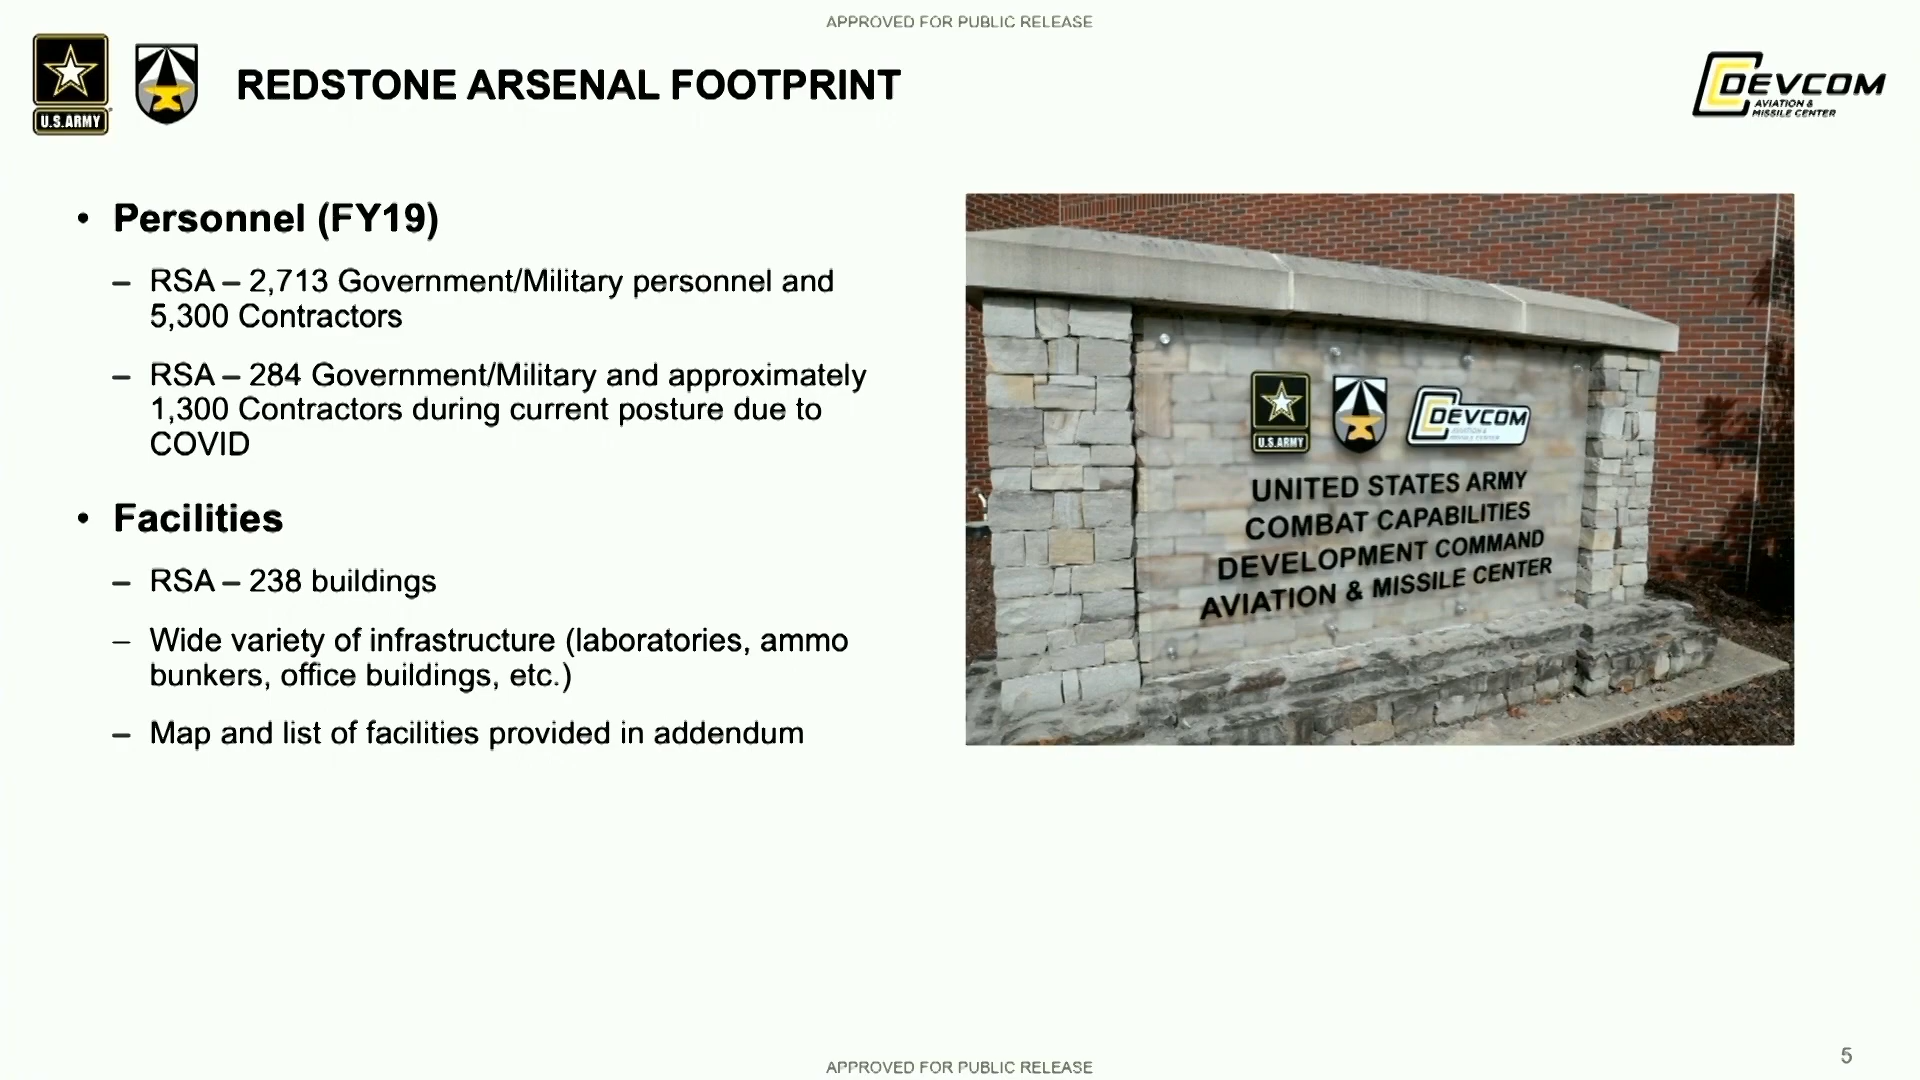 APPROVED FOR PUBLIC RELEASE
U.S.ARMY
REDSTONE ARSENAL FOOTPRINT
DEVCOM
AVIATION &
MISSILE CENTER
• Personnel (FY19)
– RSA – 2,713 Government/Military personnel and
5,300 Contractors
– RSA – 284 Government/Military and approximately
1,300 Contractors during current posture due to
COVID
• Facilities
– RSA – 238 buildings
– Wide variety of infrastructure (laboratories, ammo
bunkers, office buildings, etc.)
– Map and list of facilities provided in addendum
U.S.ARMY
DEVCOM
AVIATION &
MISSILE CENTER
UNITED STATES ARMY
COMBAT CAPABILITIES
DEVELOPMENT COMMAND
AVIATION & MISSILE CENTER
5
APPROVED FOR PUBLIC RELEASE